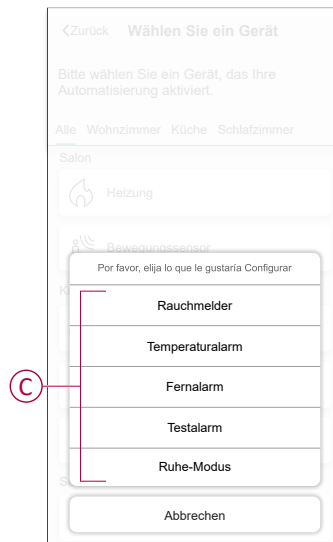 Zurück Wählen Sie ein Gerät
Bitte wählen Sie ein Gerät, das Ihre
Automatisierung aktiviert.
Alle Wohnzimmer Küche Schlafzimmer
Salon
Heizung
Bewegungssensor
Por favor, elija lo que le gustaría Configurar
Rauchmelder
Temperaturalarm
C
Fernalarm
Testalarm
Ruhe-Modus
Abbrechen